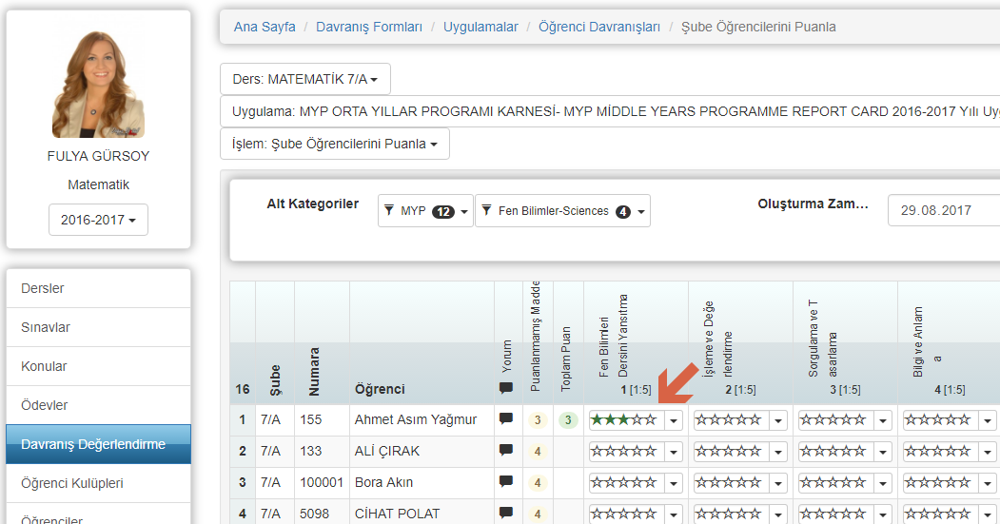 Ana Sayfa / Davranış Formları / Uygulamalar / Öğrenci Davranışları / Şube Öğrencilerini Puanla
FULYA GÜRSOY
Matematik
2016-2017
Dersler
Sınavlar
Konular
Ödevler
Davranış Değerlendirme
Öğrenci Kulüpleri
Öğrenciler
Ders: MATEMATİK 7/A
Uygulama: MYP ORTA YILLAR PROGRAMI KARNESİ- MYP MİDDLE YEARS PROGRAMME REPORT CARD 2016-2017 Yılı Uy
İşlem: Şube Öğrencilerini Puanla
Alt Kategoriler MYP 12 Fen Bilimler-Sciences 4 Oluşturma Zam... 29.08.2017
16 Şube Numara Öğrenci Yorum Puanlanmamış Madde Toplam Puan
Fen Bilimleri
Dersini Yansıtma
1 [1:5]
İşleme ve Değe
rlendirme
2 [1:5]
Sorgulama ve T
asarlama
3 [1:5]
Bilgi ve Anlam
a
4 [1:5]
1 7/A 155 Ahmet Asım Yağmur 3 3
2 7/A 133 ALİ ÇIRAK 4
3 7/A 100001 Bora Akın 4
4 7/A 5098 CİHAT POLAT 4